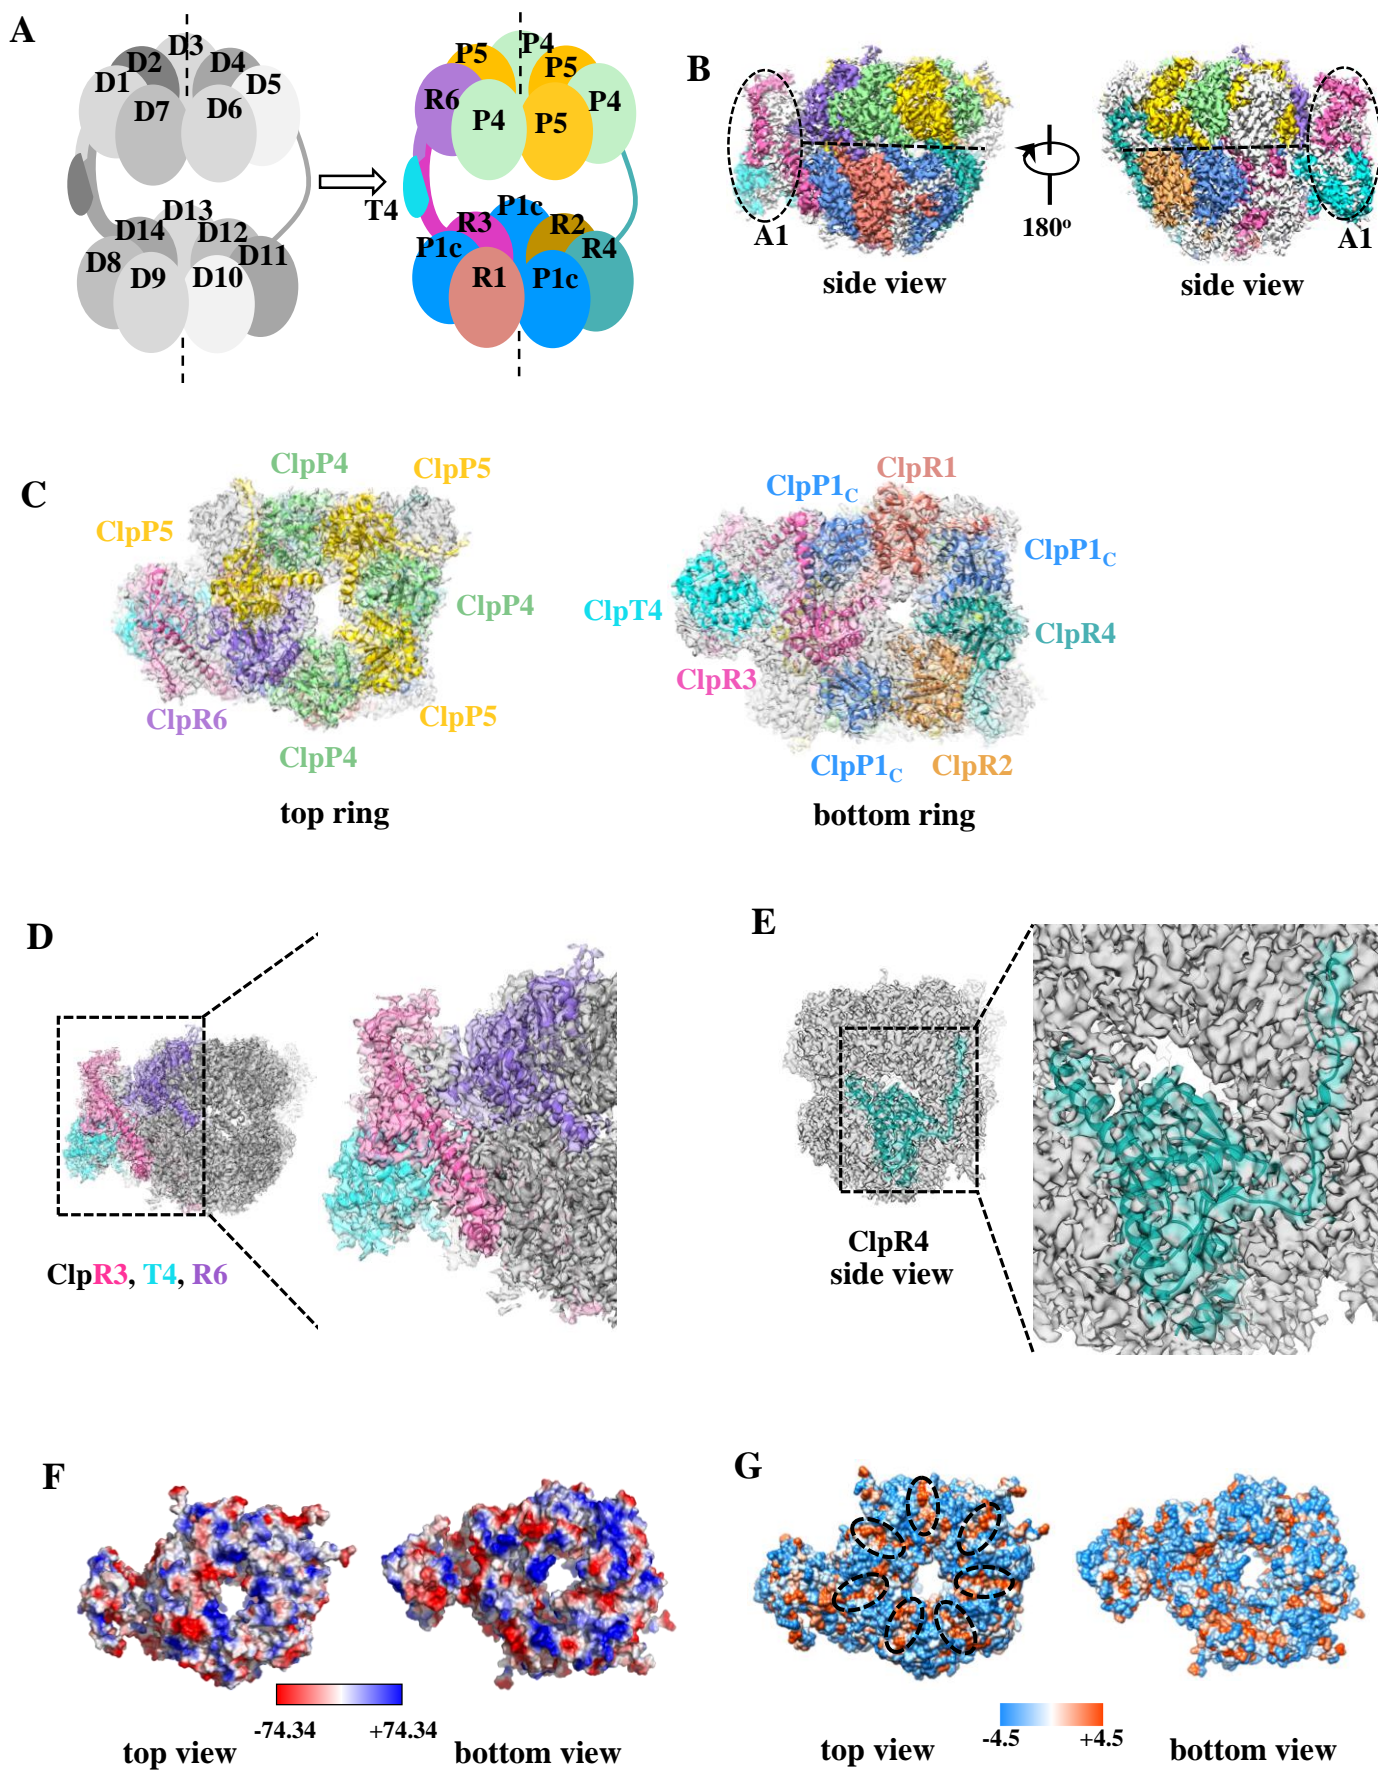 A
D3
D2
D4
D1
D5
D7
D6
D13
D14
D12
D8
D11
D9
D10
P4
P5
P5
R6
P4
P4
P5
T4
P1c
R3
R2
P1c
R4
R1
P1c
B
A1
180º
A1
side view
side view
C
ClpP4
ClpP5
ClpP5
ClpP4
ClpR6
ClpP5
ClpP4
top ring
ClpR1
ClpP1C
ClpP1C
ClpT4
ClpR4
ClpR3
ClpP1C
ClpR2
bottom ring
D
ClpR3, T4, R6
E
ClpR4
side view
F
-74.34
+74.34
top view
bottom view
G
-4.5
+4.5
top view
bottom view